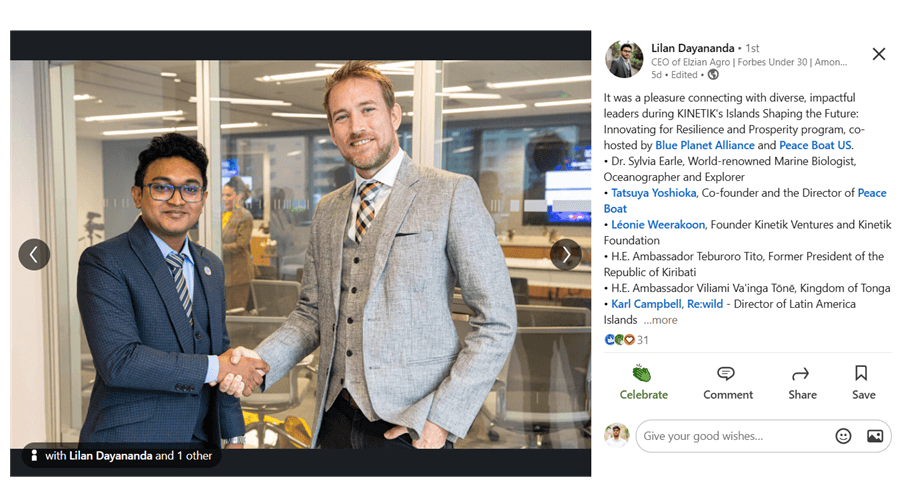 Lilan Dayananda • 1st
CEO of Elzian Agro | Forbes Under 30 | Amon...
5d • Edited •
It was a pleasure connecting with diverse, impactful
leaders during KINETIK's Islands Shaping the Future:
Innovating for Resilience and Prosperity program, co-
hosted by Blue Planet Alliance and Peace Boat US.
• Dr. Sylvia Earle, World-renowned Marine Biologist,
Oceanographer and Explorer
• Tatsuya Yoshioka, Co-founder and the Director of Peace
Boat
• Léonie Weerakoon, Founder Kinetik Ventures and Kinetik
Foundation
• H.E. Ambassador Teburoro Tito, Former President of the
Republic of Kiribati
• H.E. Ambassador Viliami Va'inga Tōnē, Kingdom of Tonga
• Karl Campbell, Re:wild - Director of Latin America
Islands ...more
31
Celebrate Comment Share Save
Give your good wishes...
with Lilan Dayananda and 1 other